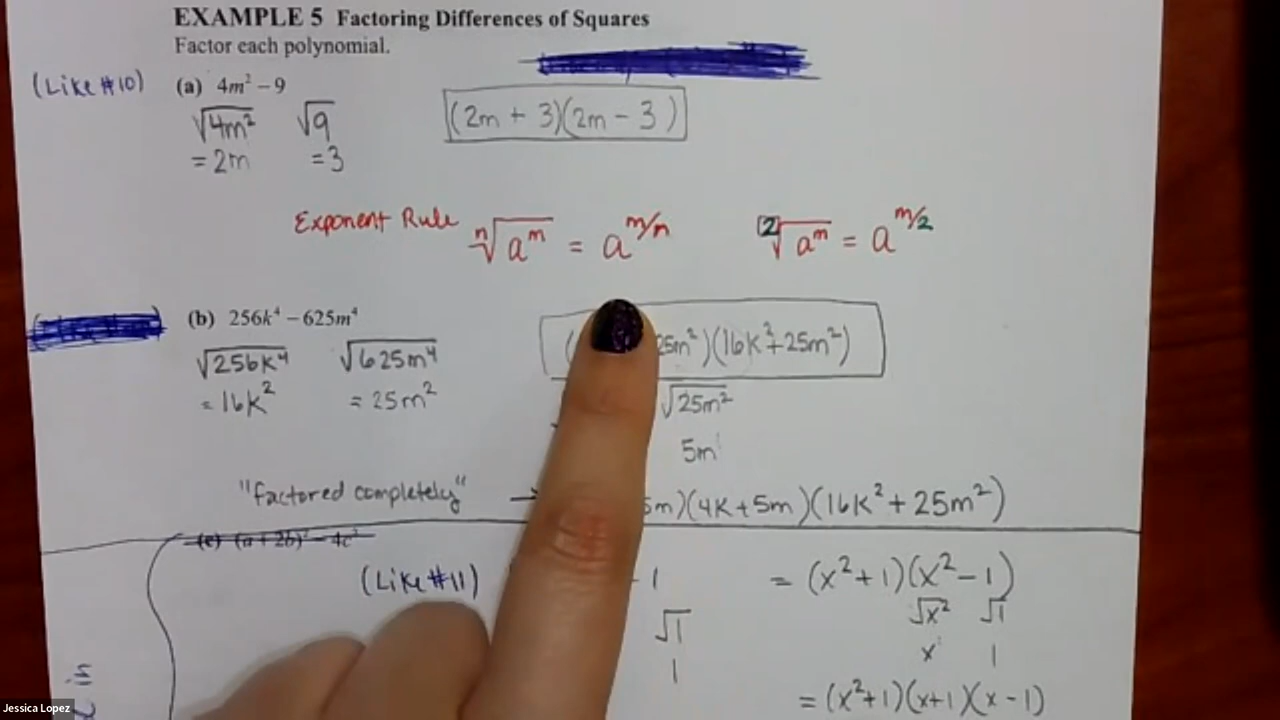 EXAMPLE 5 Factoring Differences of Squares
Factor each polynomial.
(Like #10) (a) 4m² – 9
√4m² √9 (2m + 3)(2m – 3)
= 2m = 3
Exponent Rule ⁿ√aᵐ = a^(m/n) ²√aᵐ = a^(m/2)
(b) 256k⁴ – 625m⁴
√256k⁴ √625m⁴ ( 25m²)(16k²+25m²)
= 16k² = 25m² √25m²
5m
"factored completely" → 5m)(4k+5m)(16k² + 25m²)
(c) (a + 2b)² – 4c²
(Like #11) - 1 = (x²+1)(x²–1)
√1 √x² √1
1 x 1
= (x²+1)(x+1)(x–1)
in
Jessica Lopez